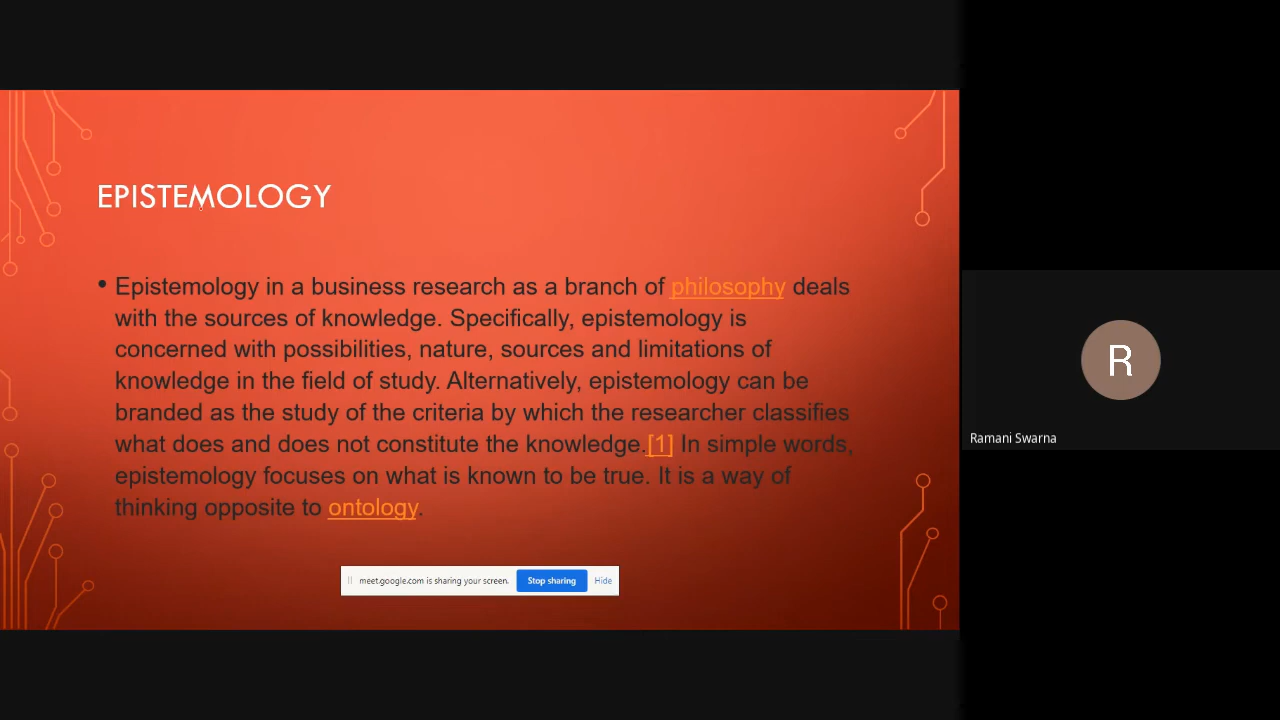 EPISTEMOLOGY
• Epistemology in a business research as a branch of philosophy deals
with the sources of knowledge. Specifically, epistemology is
concerned with possibilities, nature, sources and limitations of
knowledge in the field of study. Alternatively, epistemology can be
branded as the study of the criteria by which the researcher classifies
what does and does not constitute the knowledge.[1] In simple words,
epistemology focuses on what is known to be true. It is a way of
thinking opposite to ontology.
meet.google.com is sharing your screen. Stop sharing Hide
R
Ramani Swarna